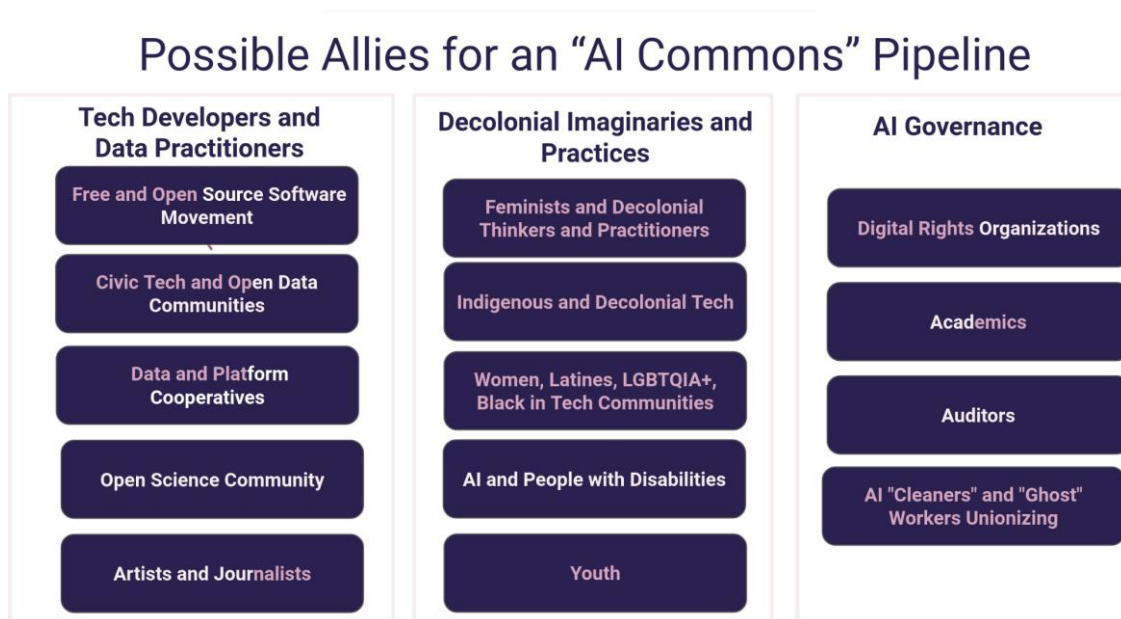 Possible Allies for an “AI Commons” Pipeline
Tech Developers and
Data Practitioners
Free and Open Source Software
Movement
Civic Tech and Open Data
Communities
Data and Platform
Cooperatives
Open Science Community
Artists and Journalists
Decolonial Imaginaries and
Practices
Feminists and Decolonial
Thinkers and Practitioners
Indigenous and Decolonial Tech
Women, Latines, LGBTQIA+,
Black in Tech Communities
AI and People with Disabilities
Youth
AI Governance
Digital Rights Organizations
Academics
Auditors
AI "Cleaners" and "Ghost"
Workers Unionizing